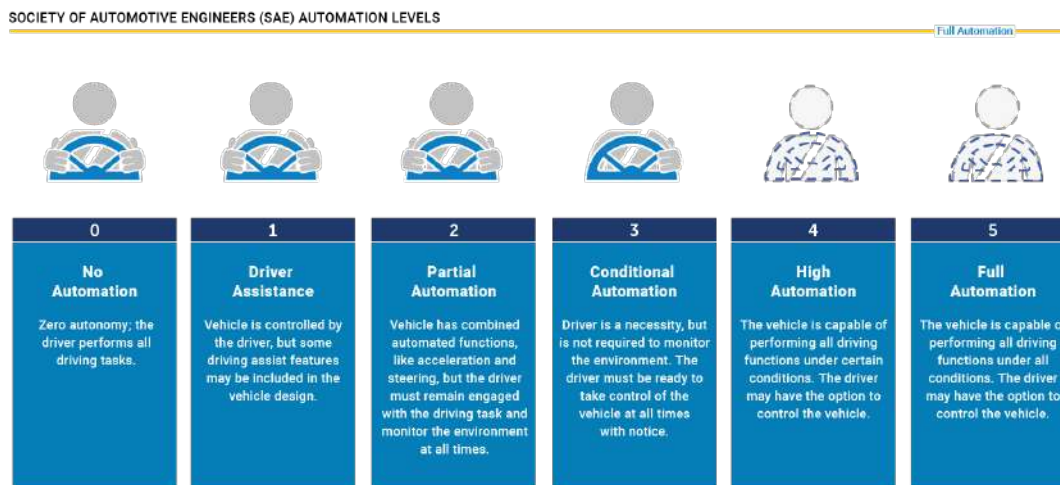 SOCIETY OF AUTOMOTIVE ENGINEERS (SAE) AUTOMATION LEVELS
Full Automation
0
No
Automation
Zero autonomy; the
driver performs all
driving tasks.
1
Driver
Assistance
Vehicle is controlled by
the driver, but some
driving assist features
may be included in the
vehicle design.
2
Partial
Automation
Vehicle has combined
automated functions,
like acceleration and
steering, but the driver
must remain engaged
with the driving task and
monitor the environment
at all times.
3
Conditional
Automation
Driver is a necessity, but
is not required to monitor
the environment. The
driver must be ready to
take control of the
vehicle at all times
with notice.
4
High
Automation
The vehicle is capable of
performing all driving
functions under certain
conditions. The driver
may have the option to
control the vehicle.
5
Full
Automation
The vehicle is capable of
performing all driving
functions under all
conditions. The driver
may have the option to
control the vehicle.